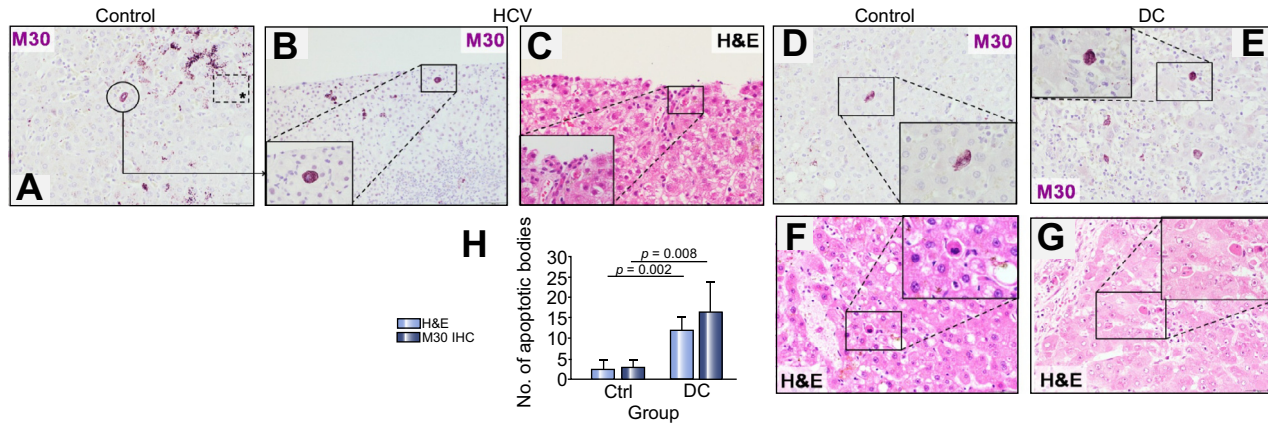 Control
HCV
Control
DC
M30
A
*
B
M30
C
H&E
D
M30
E
M30
H
No. of apoptotic bodies
30
25
20
15
10
5
0
p = 0.008
p = 0.002
H&E
M30 IHC
Ctrl
DC
Group
F
H&E
G
H&E